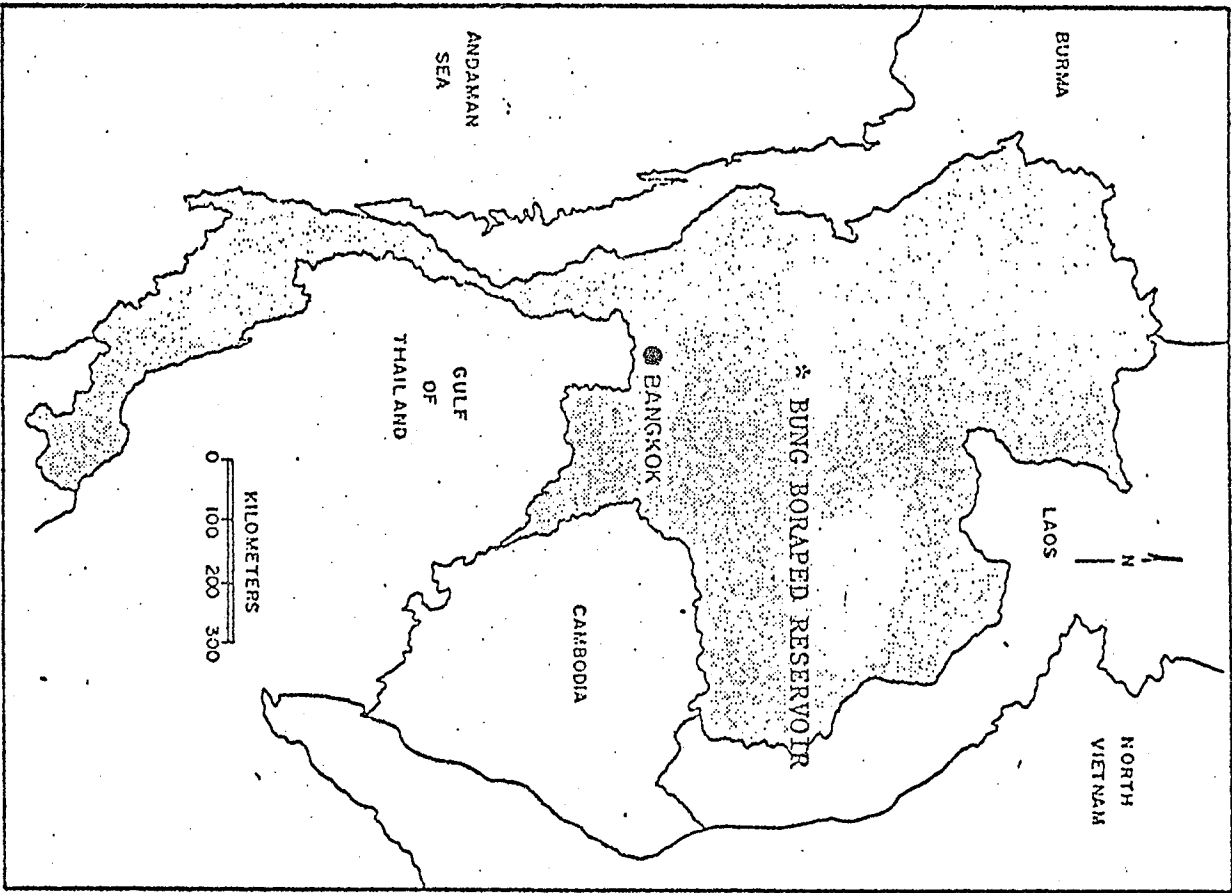 BURMA
LAOS
N
NORTH
VIETNAM
ANDAMAN
SEA
* BUNG BORAPED RESERVOIR
BANGKOK
CAMBODIA
GULF
OF
THAILAND
KILOMETERS
0 100 200 300